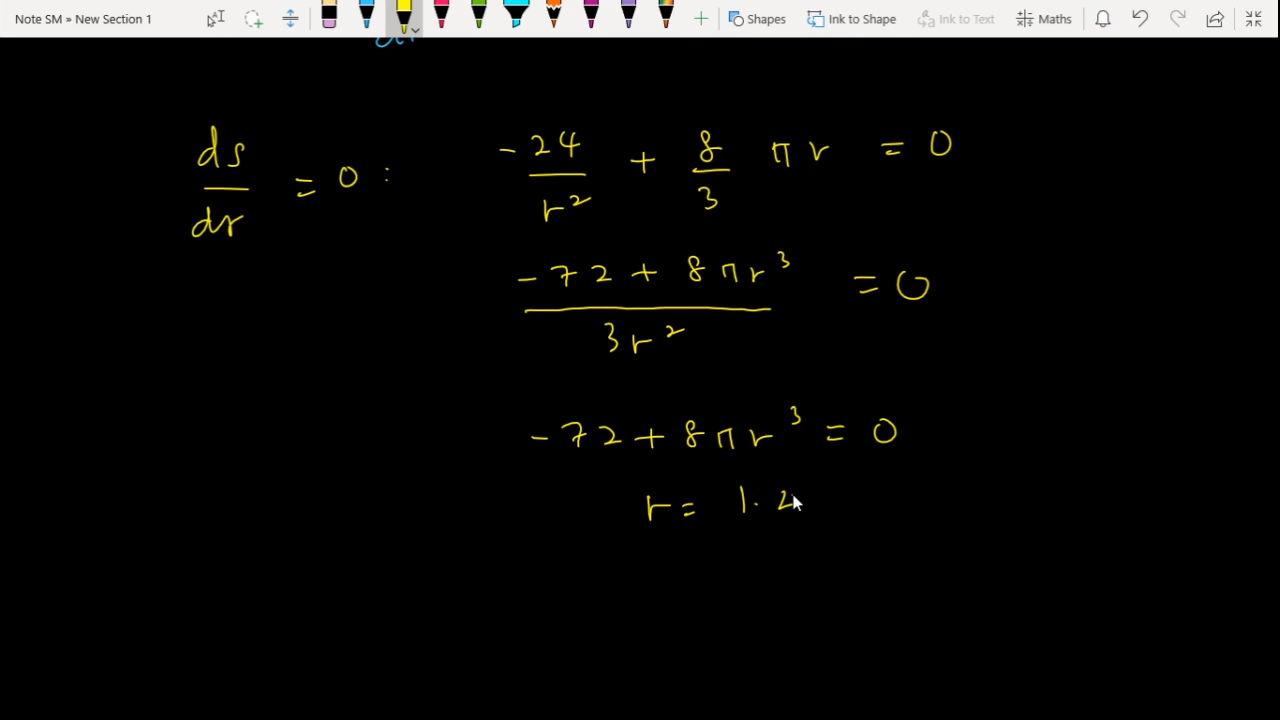 Note SM » New Section 1 Shapes Ink to Shape Ink to Text Maths
ds/dr = 0 : -24/r² + 8/3 πr = 0
(-72 + 8πr³)/3r² = 0
-72 + 8πr³ = 0
r = 1.